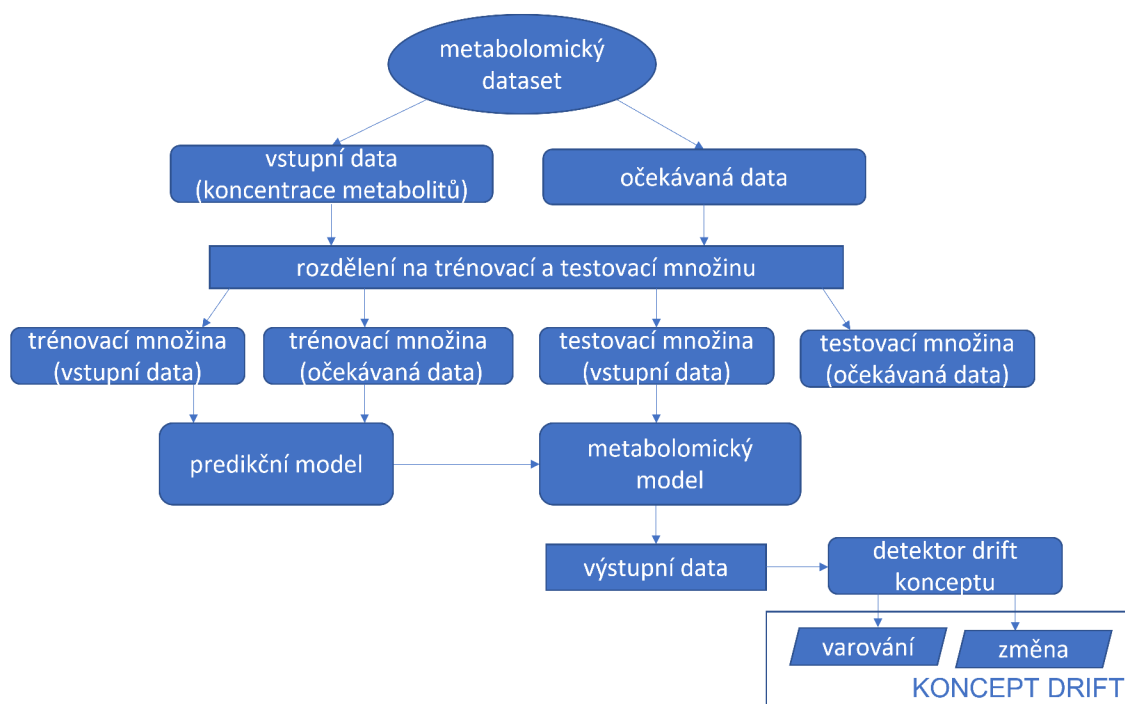 metabolomický
dataset
vstupní data
(koncentrace metabolitů)
očekávaná data
rozdělení na trénovací a testovací množinu
trénovací množina
(vstupní data)
trénovací množina
(očekávaná data)
testovací množina
(vstupní data)
testovací množina
(očekávaná data)
predikční model
metabolomický
model
výstupní data
detektor drift
konceptu
varování
změna
KONCEPT DRIFT